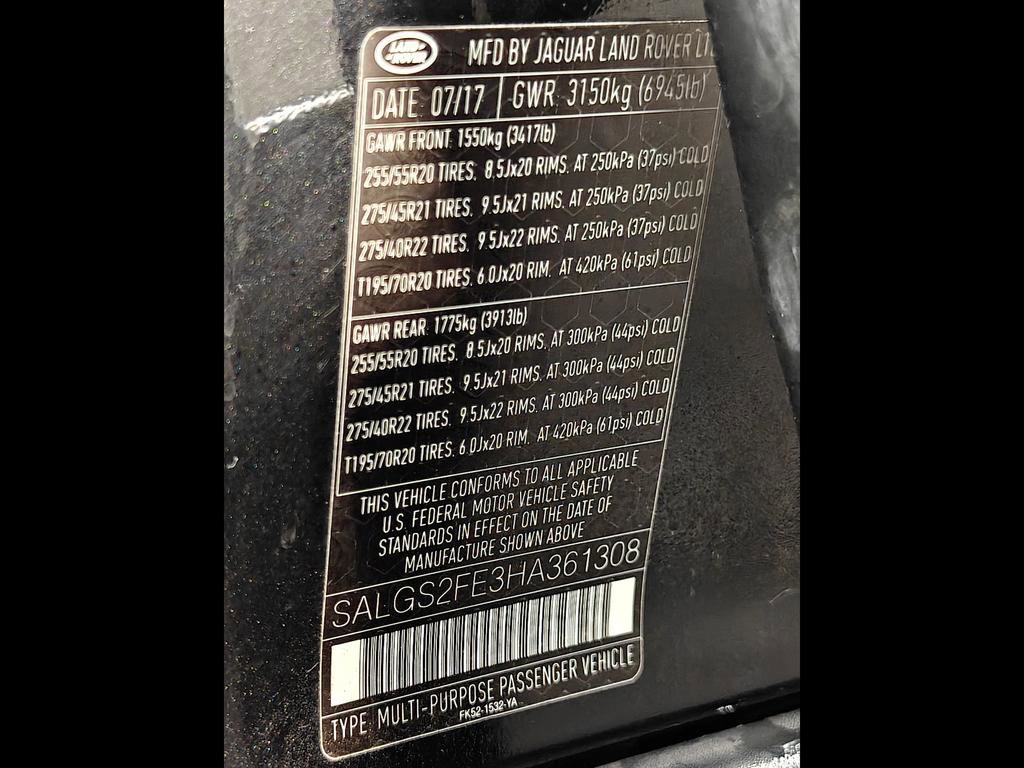 LAND ROVER
MFD BY JAGUAR LAND ROVER LT
DATE 07/17 GWR 3150kg (6945lb)
GAWR FRONT 1550kg (3417lb)
255/55R20 TIRES. 8.5Jx20 RIMS. AT 250kPa (37psi) COLD
275/45R21 TIRES. 9.5Jx21 RIMS. AT 250kPa (37psi) COLD
275/40R22 TIRES. 9.5Jx22 RIMS. AT 250kPa (37psi) COLD
T195/70R20 TIRES. 6.0Jx20 RIM. AT 420kPa (61psi) COLD
GAWR REAR 1775kg (3913lb)
255/55R20 TIRES. 8.5Jx20 RIMS. AT 300kPa (44psi) COLD
275/45R21 TIRES. 9.5Jx21 RIMS. AT 300kPa (44psi) COLD
275/40R22 TIRES. 9.5Jx22 RIMS. AT 300kPa (44psi) COLD
T195/70R20 TIRES. 6.0Jx20 RIM. AT 420kPa (61psi) COLD
THIS VEHICLE CONFORMS TO ALL APPLICABLE
U.S. FEDERAL MOTOR VEHICLE SAFETY
STANDARDS IN EFFECT ON THE DATE OF
MANUFACTURE SHOWN ABOVE
SALGS2FE3HA361308
TYPE MULTI-PURPOSE PASSENGER VEHICLE
FK52-1532-YA